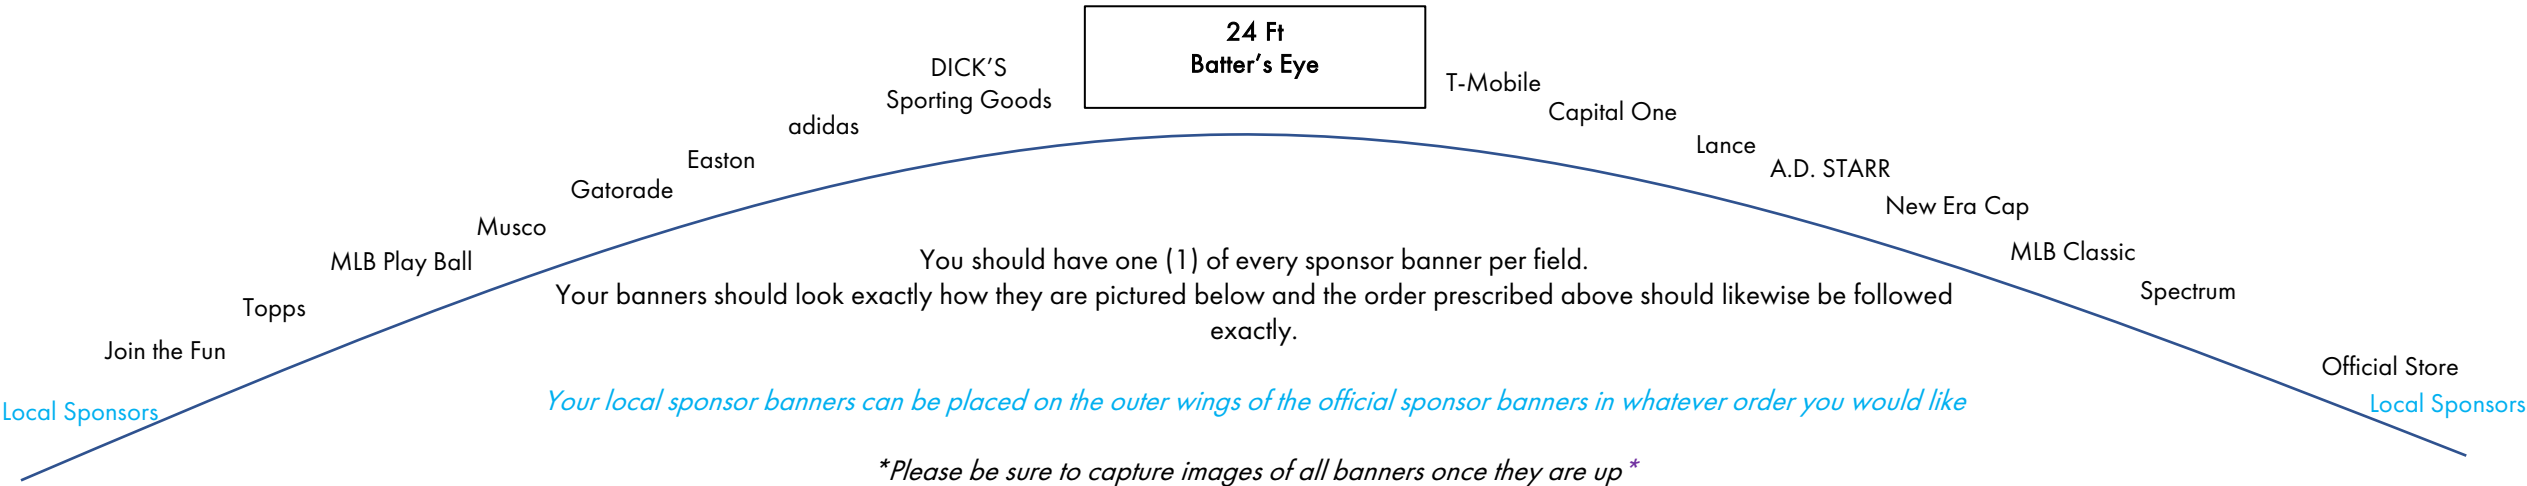 24 Ft
Batter’s Eye
DICK’S
Sporting Goods
adidas
Easton
Gatorade
Musco
MLB Play Ball
Topps
Join the Fun
Local Sponsors
T-Mobile
Capital One
Lance
A.D. STARR
New Era Cap
MLB Classic
Spectrum
Official Store
Local Sponsors
You should have one (1) of every sponsor banner per field.
Your banners should look exactly how they are pictured below and the order prescribed above should likewise be followed
exactly.
Your local sponsor banners can be placed on the outer wings of the official sponsor banners in whatever order you would like
*Please be sure to capture images of all banners once they are up*